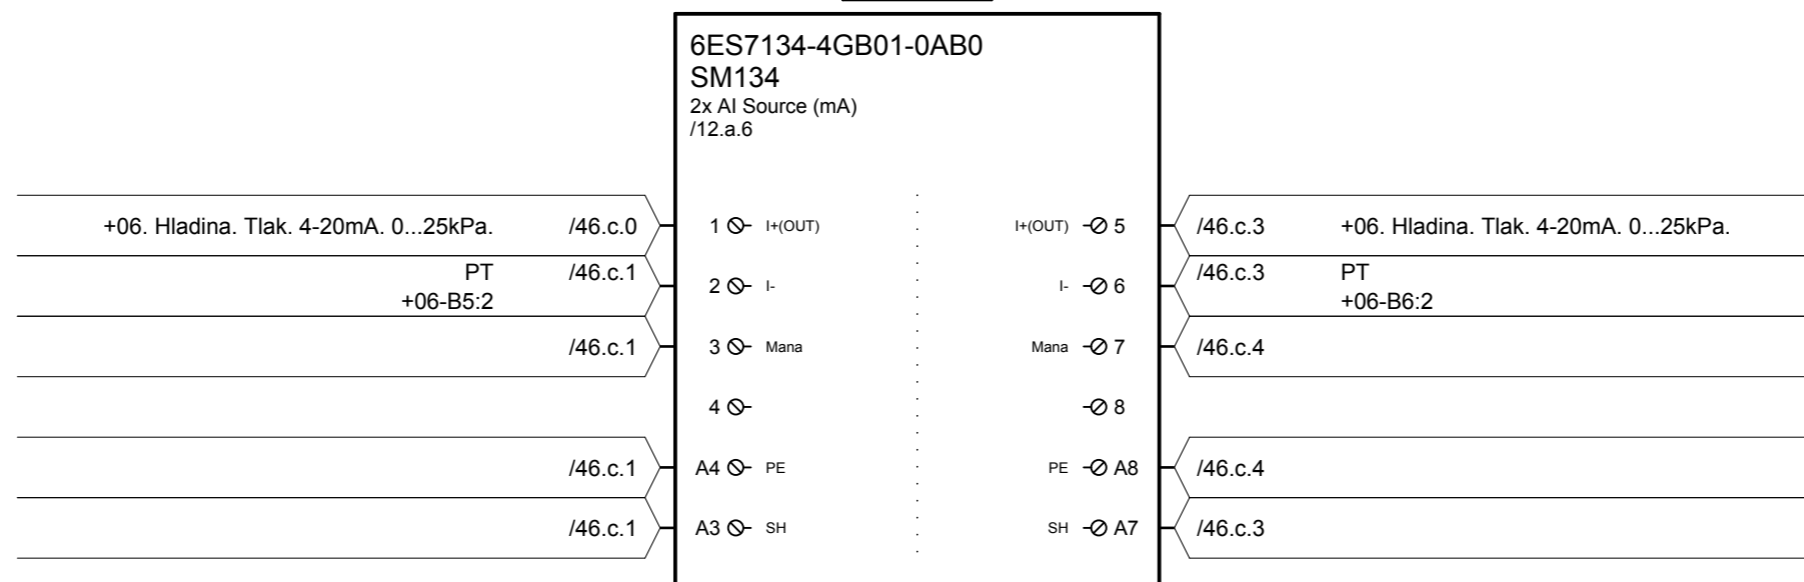 6ES7134-4GB01-0AB0
SM134
2x AI Source (mA)
/12.a.6
+06. Hladina. Tlak. 4-20mA. 0...25kPa. /46.c.0 1 I+(OUT) I+(OUT) 5 /46.c.3 +06. Hladina. Tlak. 4-20mA. 0...25kPa.
PT /46.c.1 2 I- I- 6 /46.c.3 PT
+06-B5:2 +06-B6:2
/46.c.1 3 Mana Mana 7 /46.c.4
4 8
/46.c.1 A4 PE PE A8 /46.c.4
/46.c.1 A3 SH SH A7 /46.c.3